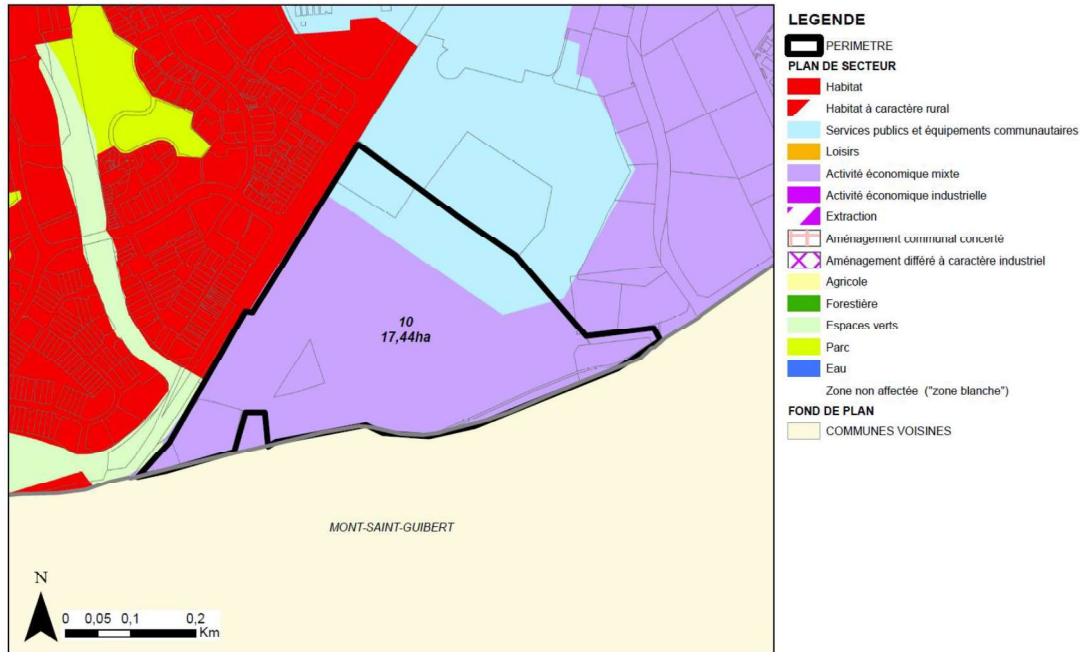 10
17,44ha
MONT-SAINT-GUIBERT
N
0 0,05 0,1 0,2
Km
LEGENDE
PERIMETRE
PLAN DE SECTEUR
Habitat
Habitat à caractère rural
Services publics et équipements communautaires
Loisirs
Activité économique mixte
Activité économique industrielle
Extraction
Aménagement communal concerté
Aménagement différé à caractère industriel
Agricole
Forestière
Espaces verts
Parc
Eau
Zone non affectée ("zone blanche")
FOND DE PLAN
COMMUNES VOISINES